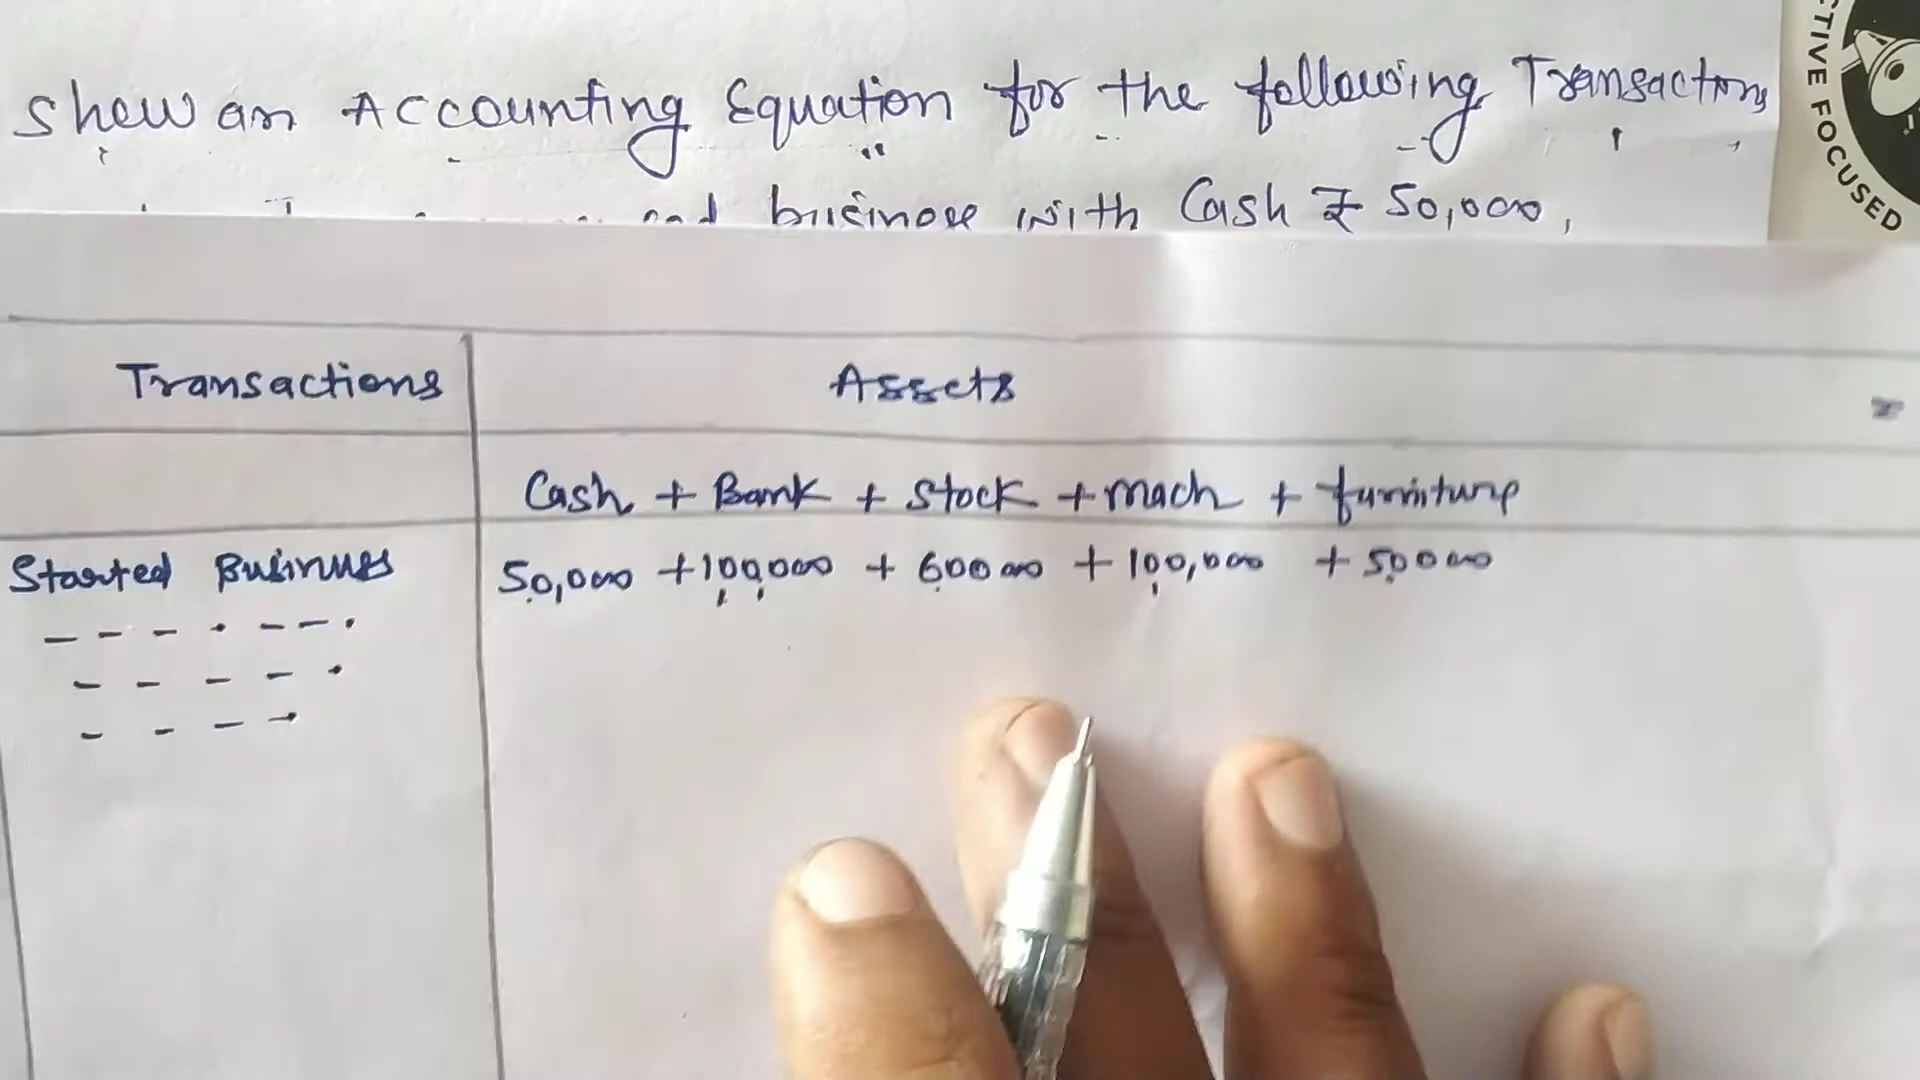 Show an Accounting Equation for the following Transactions
business with Cash ₹ 50,000,
CTIVE FOCUSED
Transactions Assets =
Cash + Bank + Stock + Mach + furniture
Started Business 50,000 + 100,000 + 60000 + 100,000 + 50000